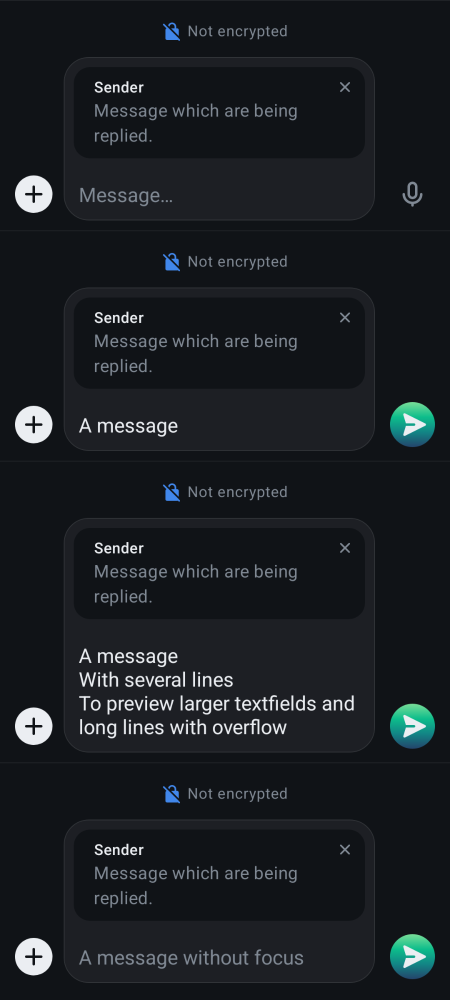 Not encrypted
Sender
Message which are being
replied.
Message…
Not encrypted
Sender
Message which are being
replied.
A message
Not encrypted
Sender
Message which are being
replied.
A message
With several lines
To preview larger textfields and
long lines with overflow
Not encrypted
Sender
Message which are being
replied.
A message without focus